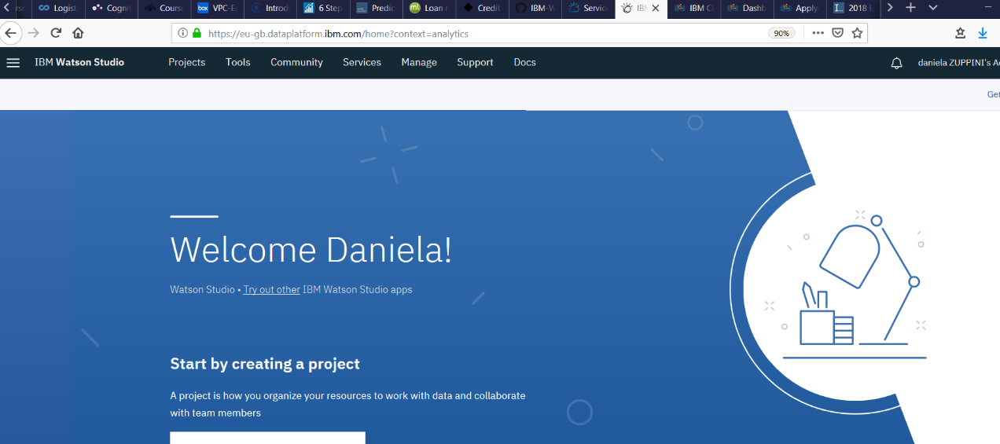 Logist
Cognit
Cours
box VPC-E
Introd
6 Step
Predic
Loan
Credit
IBM-W
Servic
IBM
IBM C
Dashb
Apply
2018
https://eu-gb.dataplatform.ibm.com/home?context=analytics
90%
IBM Watson Studio
Projects
Tools
Community
Services
Manage
Support
Docs
daniela ZUPPINI's A
Get
Welcome Daniela!
Watson Studio • Try out other IBM Watson Studio apps
Start by creating a project
A project is how you organize your resources to work with data and collaborate
with team members